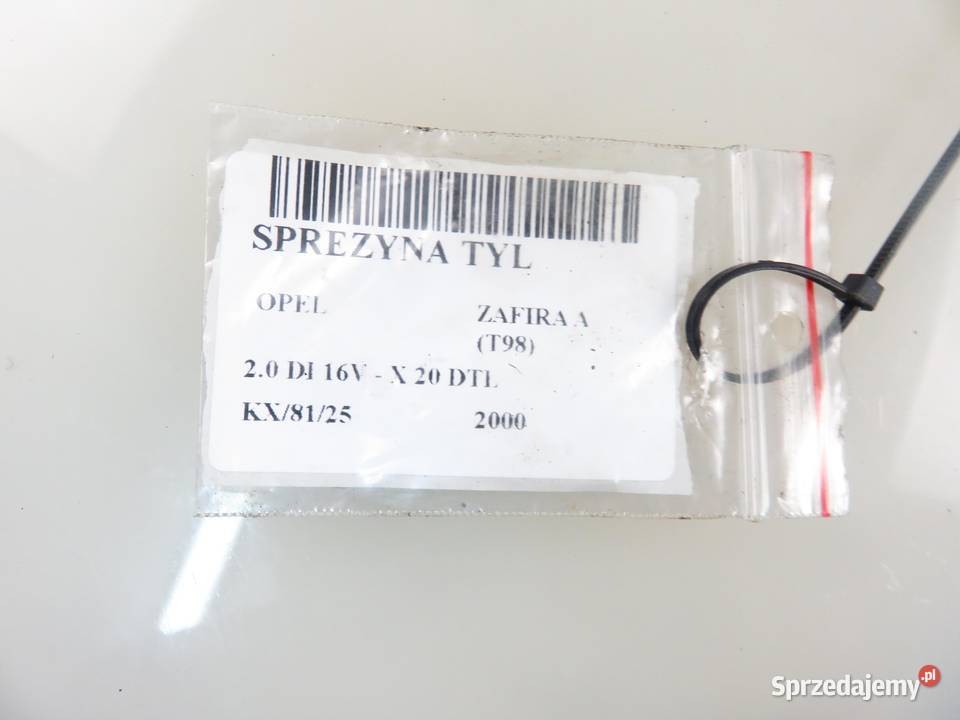 SPREZYNA TYL
OPEL ZAFIRA A
(T98)
2.0 DI 16V - X 20 DTL
KX/81/25 2000
Sprzedajemy.pl